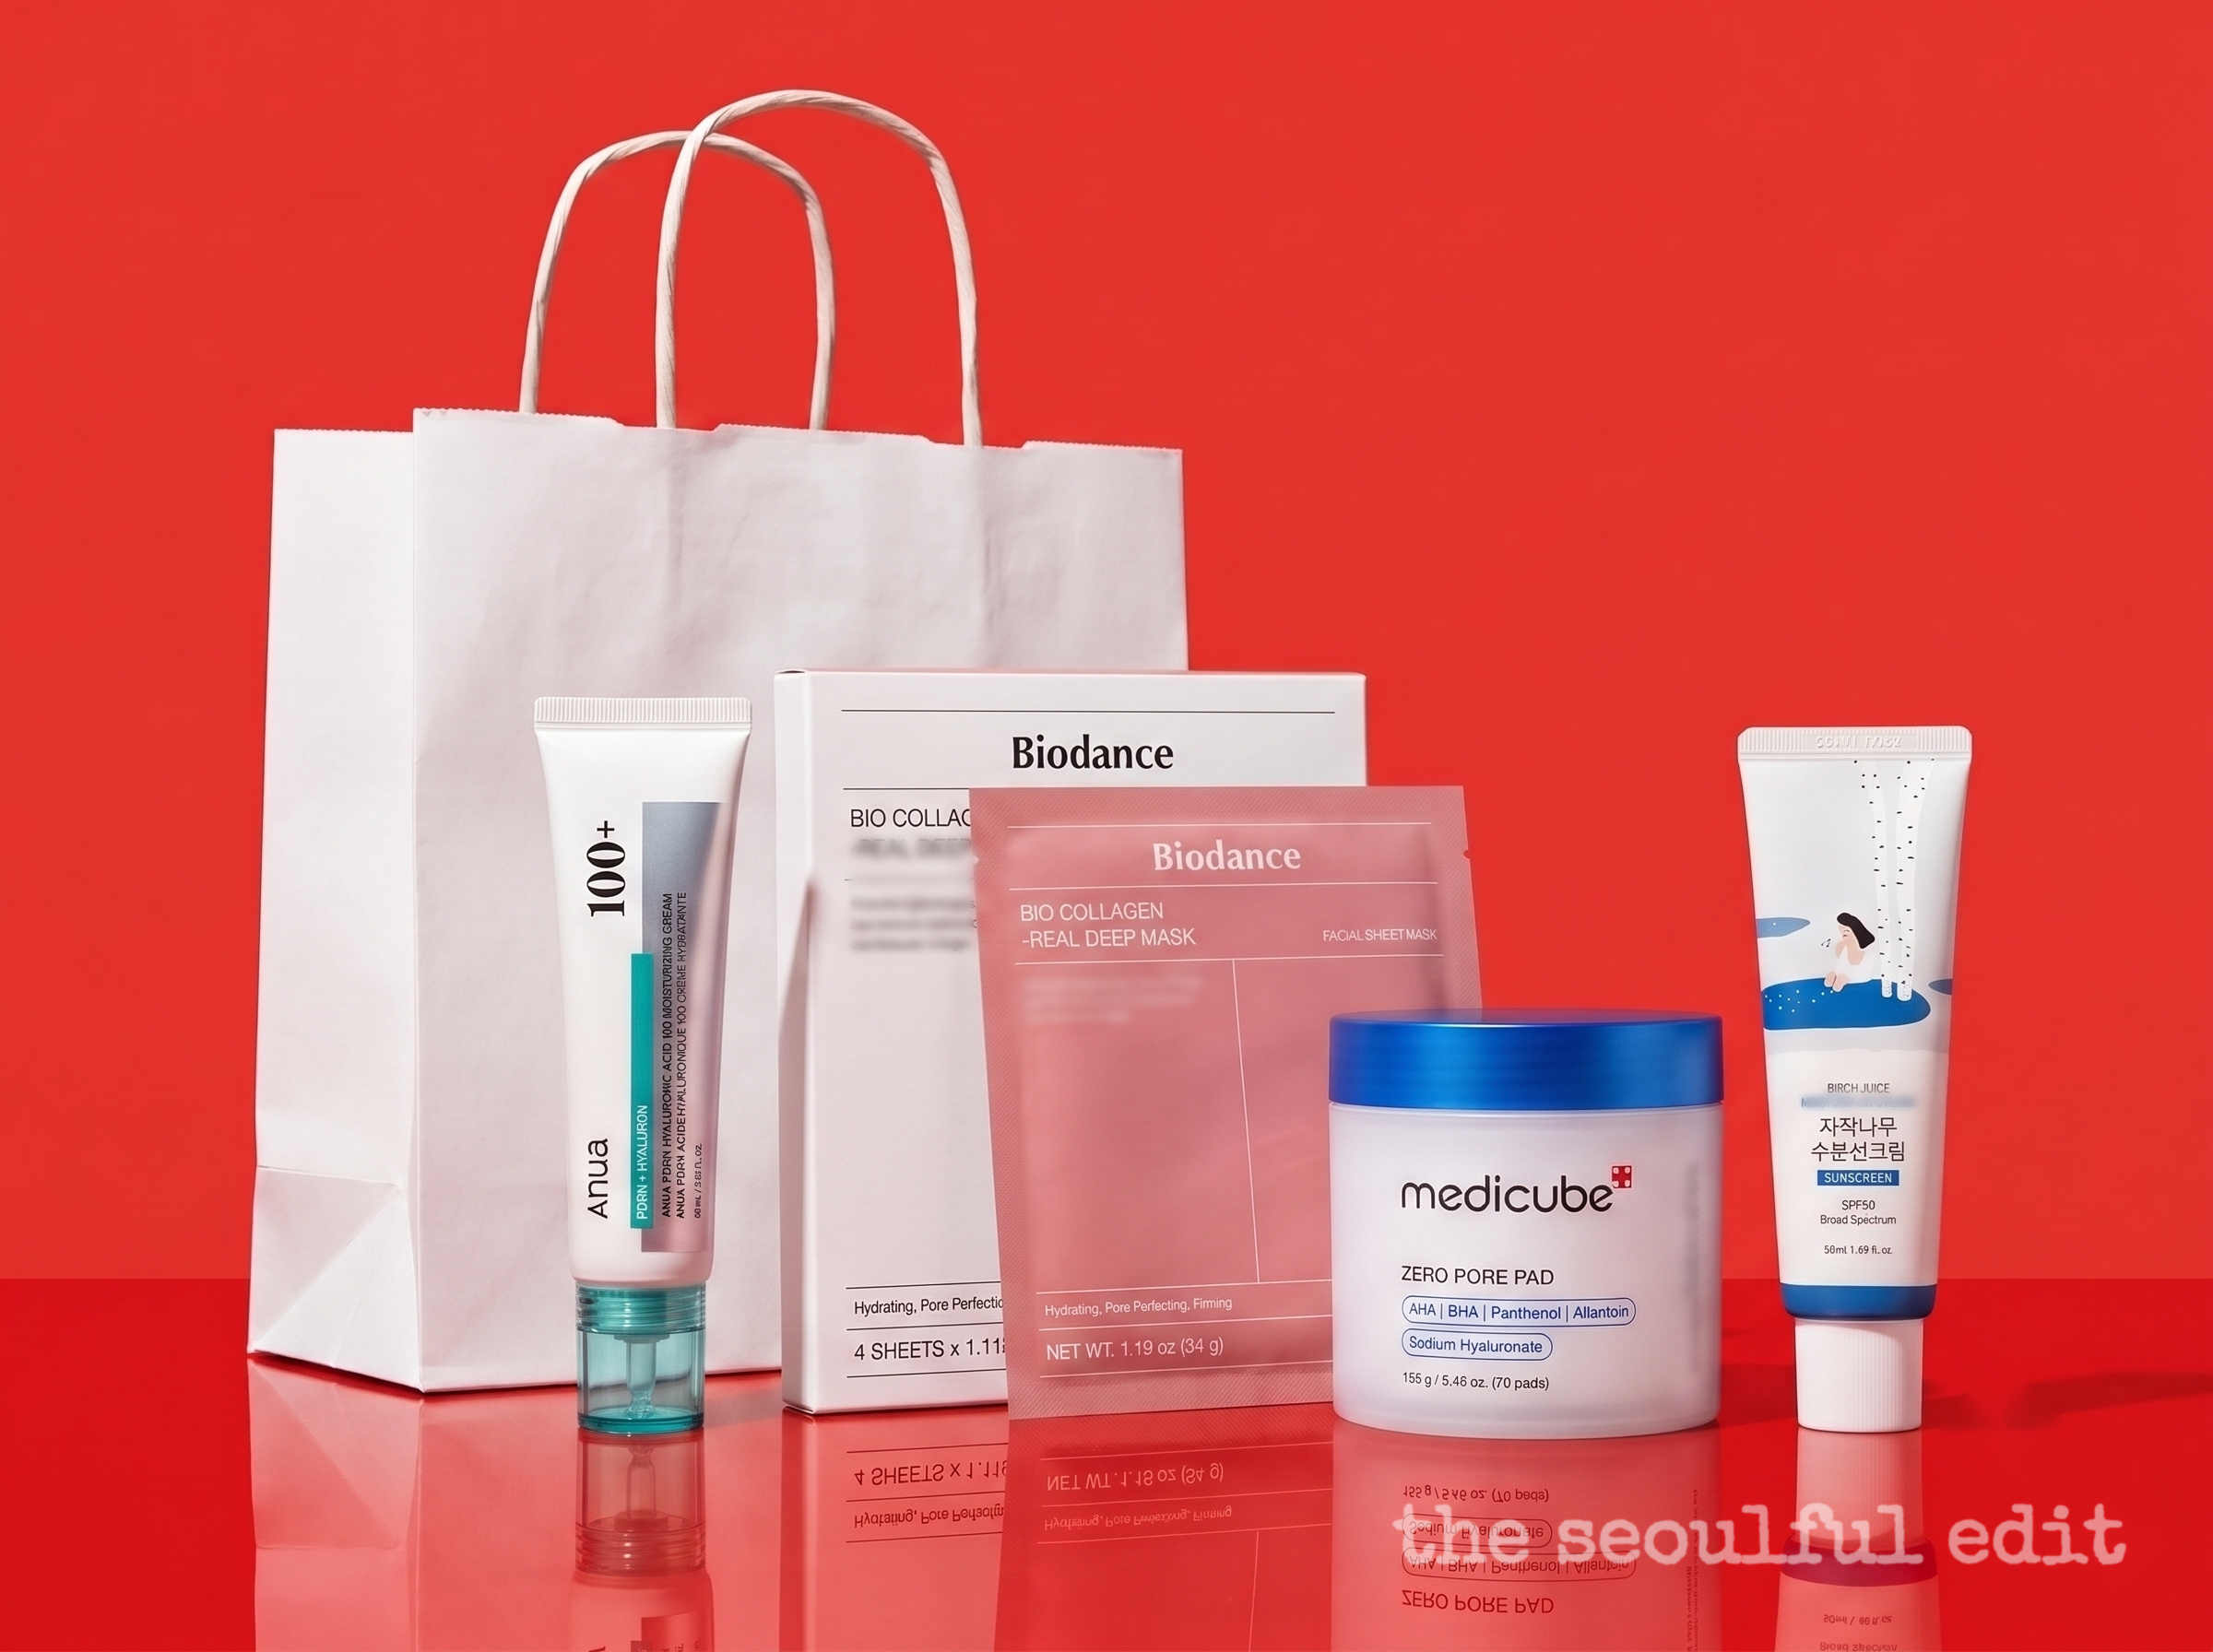 100+
Anua
PDRN + HYALURON
ANUA PDRN HYALURONIC ACID 100 MOISTURIZING CREAM
ANUA PDRN ACIDE HYALURONIQUE 100 CRÈME HYDRATANTE
Biodance
BIO COLLAG
-REAL DEEP
Hydrating, Pore Perfectio
4 SHEETS x 1.11
Biodance
BIO COLLAGEN
-REAL DEEP MASK
FACIAL SHEET MASK
Hydrating, Pore Perfecting, Firming
NET WT. 1.19 oz (34 g)
medicube
ZERO PORE PAD
AHA | BHA | Panthenol | Allantoin
Sodium Hyaluronate
155 g / 5.46 oz. (70 pads)
BIRCH JUICE
자작나무
수분선크림
SUNSCREEN
SPF50
Broad Spectrum
50ml 1.69 fl. oz.
the seoulful edit